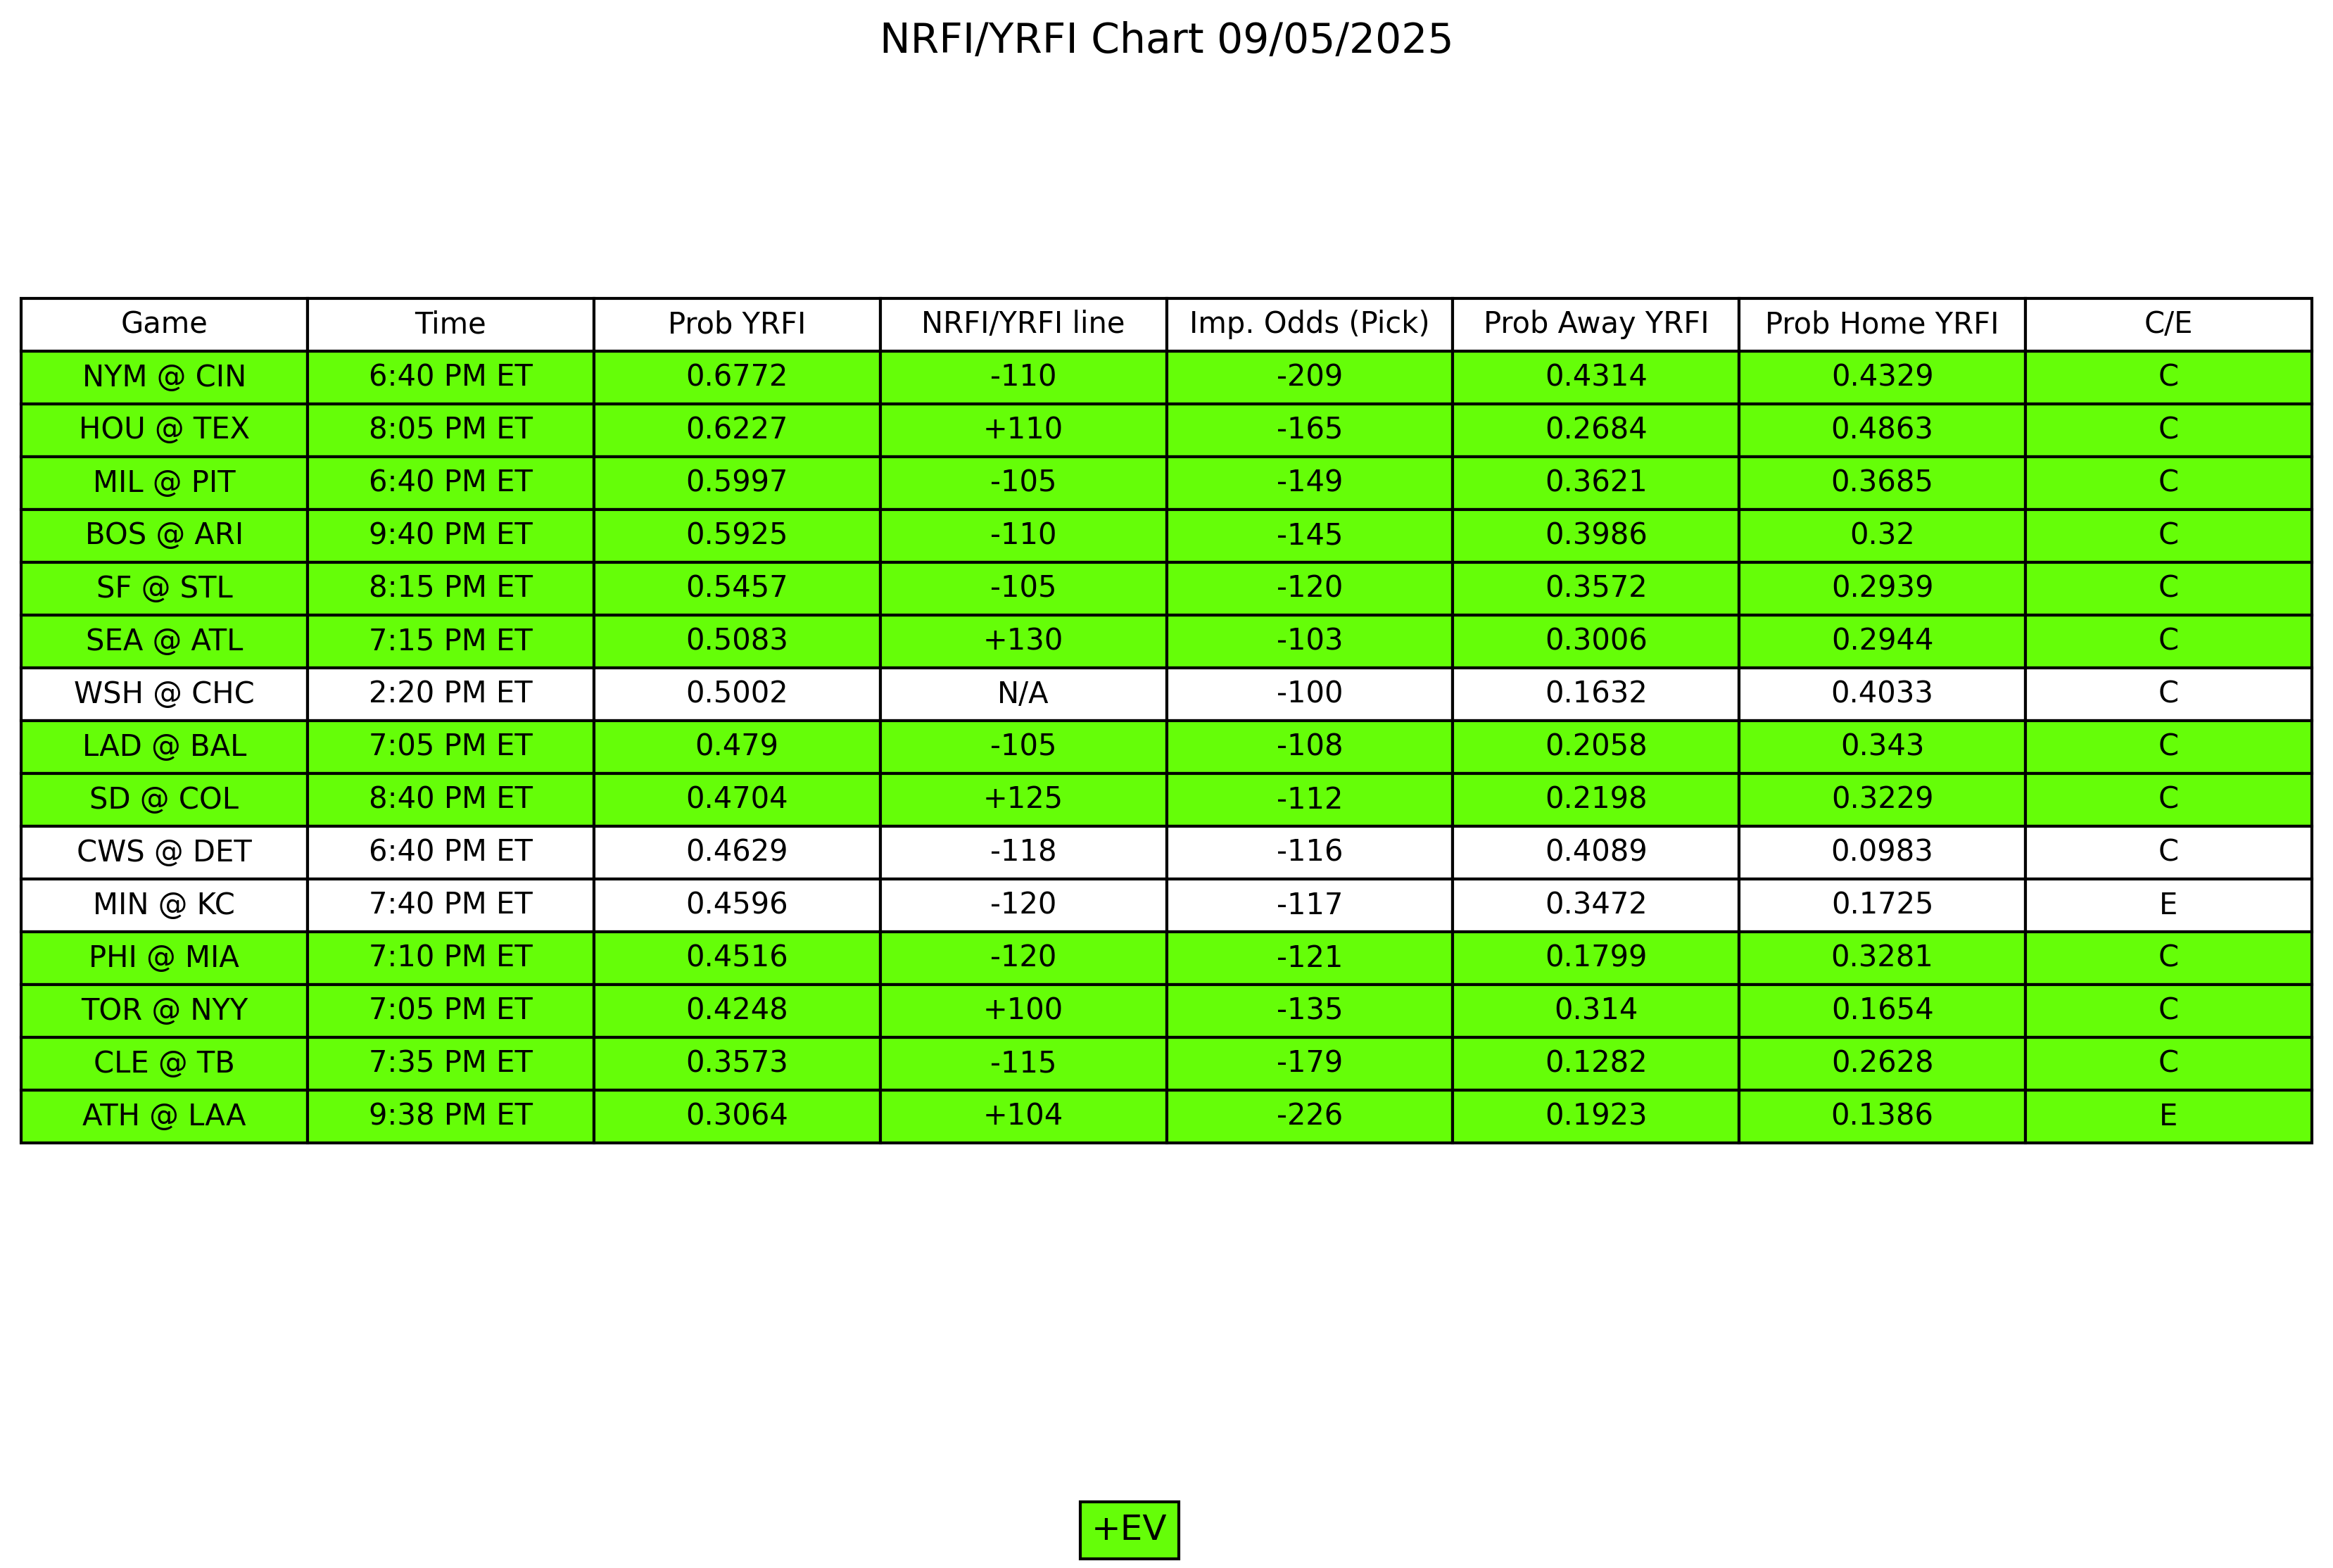 NRFI/YRFI Chart 09/05/2025
Game Time Prob YRFI NRFI/YRFI line Imp. Odds (Pick) Prob Away YRFI Prob Home YRFI C/E
NYM @ CIN 6:40 PM ET 0.6772 -110 -209 0.4314 0.4329 C
HOU @ TEX 8:05 PM ET 0.6227 +110 -165 0.2684 0.4863 C
MIL @ PIT 6:40 PM ET 0.5997 -105 -149 0.3621 0.3685 C
BOS @ ARI 9:40 PM ET 0.5925 -110 -145 0.3986 0.32 C
SF @ STL 8:15 PM ET 0.5457 -105 -120 0.3572 0.2939 C
SEA @ ATL 7:15 PM ET 0.5083 +130 -103 0.3006 0.2944 C
WSH @ CHC 2:20 PM ET 0.5002 N/A -100 0.1632 0.4033 C
LAD @ BAL 7:05 PM ET 0.479 -105 -108 0.2058 0.343 C
SD @ COL 8:40 PM ET 0.4704 +125 -112 0.2198 0.3229 C
CWS @ DET 6:40 PM ET 0.4629 -118 -116 0.4089 0.0983 C
MIN @ KC 7:40 PM ET 0.4596 -120 -117 0.3472 0.1725 E
PHI @ MIA 7:10 PM ET 0.4516 -120 -121 0.1799 0.3281 C
TOR @ NYY 7:05 PM ET 0.4248 +100 -135 0.314 0.1654 C
CLE @ TB 7:35 PM ET 0.3573 -115 -179 0.1282 0.2628 C
ATH @ LAA 9:38 PM ET 0.3064 +104 -226 0.1923 0.1386 E
+EV